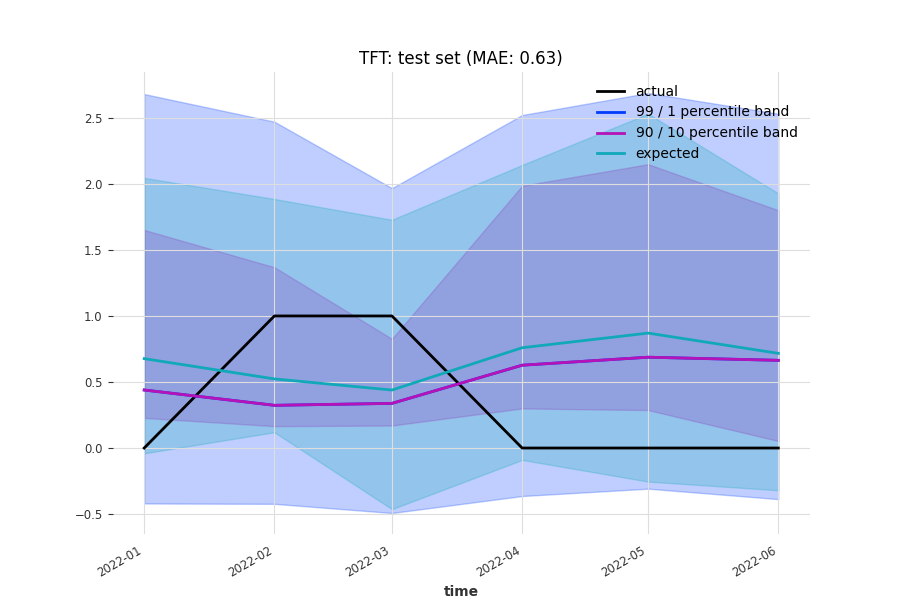 TFT: test set (MAE: 0.63)
actual
99 / 1 percentile band
90 / 10 percentile band
expected
2.5
2.0
1.5
1.0
0.5
0.0
−0.5
2022-01
2022-02
2022-03
2022-04
2022-05
2022-06
time